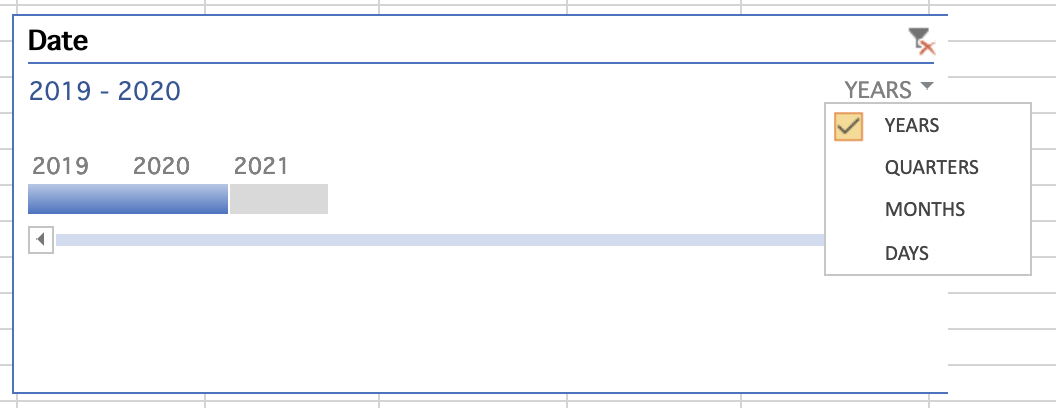 Date
2019 - 2020
YEARS
YEARS
QUARTERS
MONTHS
DAYS
2019 2020 2021